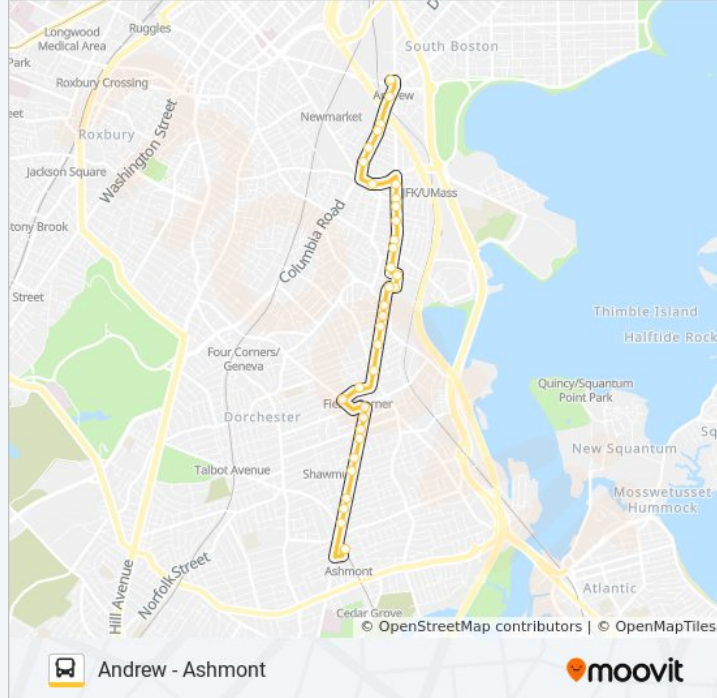 Longwood
Medical Area
Ruggles
South Boston
Park
Roxbury Crossing
Newmarket
Roxbury
Washington Street
Jackson Square
JFK/UMass
Columbia Road
tony Brook
Street
Thimble Island
Halftide Rock
Four Corners/
Geneva
Quincy/Squantum
Point Park
Dorchester
New Squantum
Talbot Avenue
Shawmu
Mosswetusset
Hummock
Hill Avenue
Norfolk Street
Ashmont
Atlantic
Cedar Grove
© OpenStreetMap contributors | © OpenMapTiles
Andrew - Ashmont
moovit